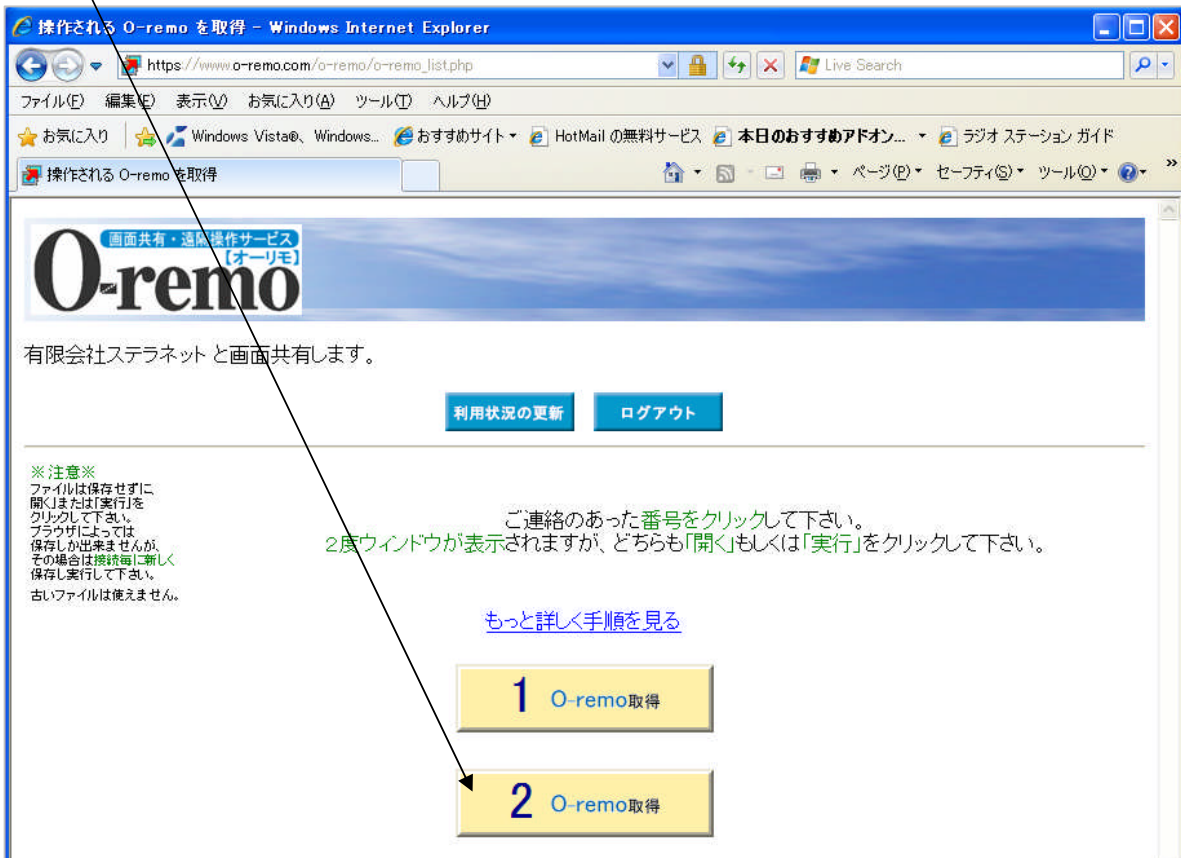 操作される O-remo を取得 - Windows Internet Explorer
https://www.o-remo.com/o-remo/o-remo_list.php
Live Search
ファイル(F) 編集(E) 表示(V) お気に入り(A) ツール(T) ヘルプ(H)
お気に入り Windows Vista®、Windows... おすすめサイト HotMail の無料サービス 本日のおすすめアドオン... ラジオ ステーション ガイド
操作される O-remo を取得
ページ(P) セーフティ(S) ツール(O)
画面共有・遠隔操作サービス
【オーリモ】
O-remo
有限会社ステラネット と画面共有します。
利用状況の更新 ログアウト
※注意※
ファイルは保存せずに、
開く」または「実行」を
クリックして下さい。
ブラウザによっては
保存しか出来ませんが、
その場合は接続毎に新しく
保存し実行して下さい。
古いファイルは使えません。
ご連絡のあった番号をクリックして下さい。
2度ウィンドウが表示されますが、どちらも「開く」もしくは「実行」をクリックして下さい。
もっと詳しく手順を見る
1 O-remo取得
2 O-remo取得